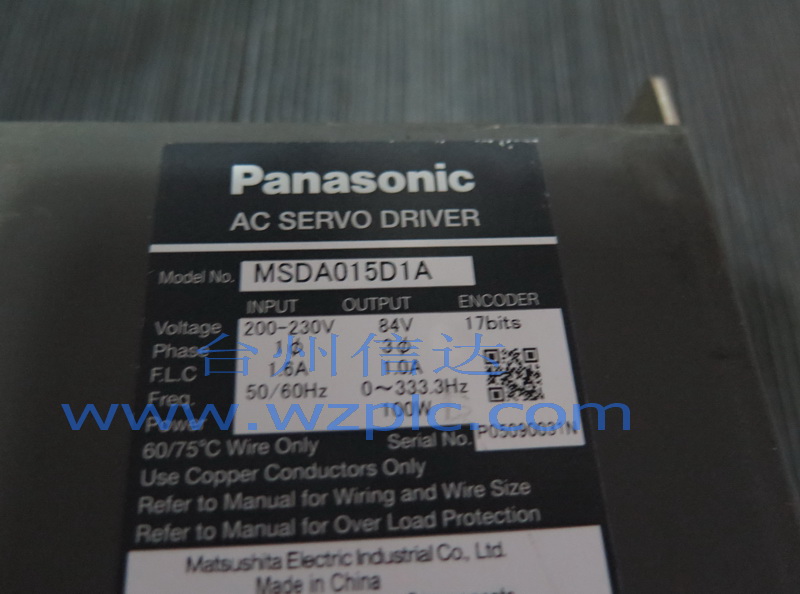 Panasonic
AC SERVO DRIVER
Model No. MSDA015D1A
INPUT OUTPUT ENCODER
Voltage 200-230V 84V 17bits
Phase 1ϕ 3ϕ
台州信达
F.L.C 1.6A 1.0A
Freq. 50/60Hz 0~333.3Hz
www.wzplc.com
Power 100W
60/75°C Wire Only Serial No. P05090031N
Use Copper Conductors Only
Refer to Manual for Wiring and Wire Size
Refer to Manual for Over Load Protection
Matsushita Electric Industrial Co., Ltd.
Made in China